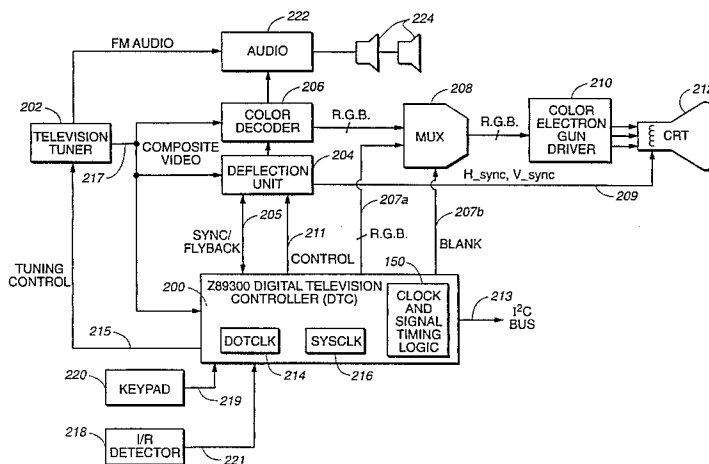 222
224
FM AUDIO
AUDIO
202
206
208
210
212
TELEVISION
TUNER
COLOR
DECODER
R.G.B.
MUX
R.G.B.
COLOR
ELECTRON
GUN
DRIVER
CRT
217
COMPOSITE
VIDEO
204
DEFLECTION
UNIT
H_sync, V_sync
209
205
207a
207b
SYNC/
FLYBACK
211
R.G.B.
BLANK
CONTROL
TUNING
CONTROL
150
200
Z89300 DIGITAL TELEVISION
CONTROLLER (DTC)
CLOCK
AND
SIGNAL
TIMING
LOGIC
213
I²C
BUS
215
DOTCLK
SYSCLK
214
216
220
KEYPAD
219
218
I/R
DETECTOR
221